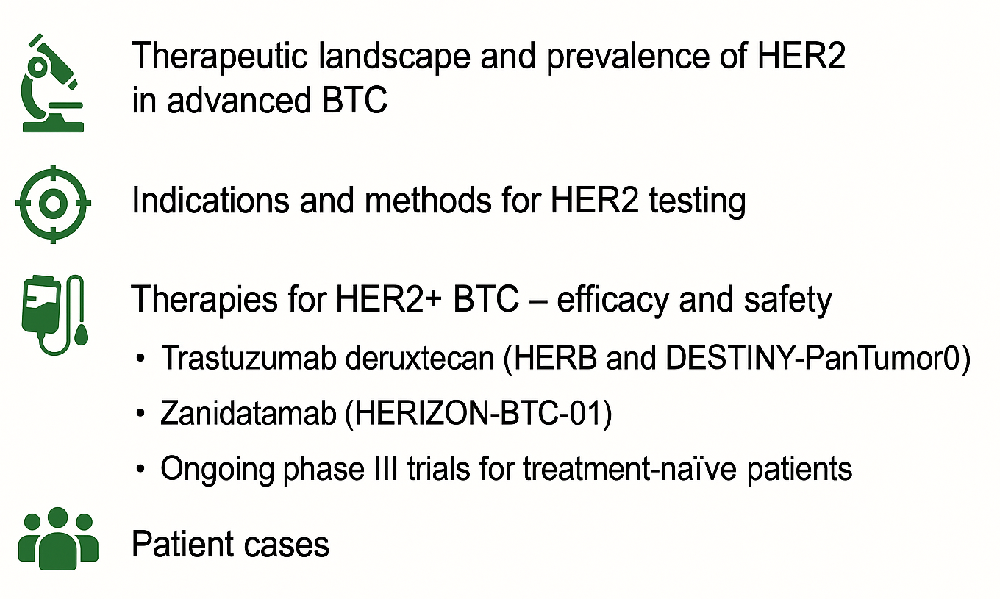 Therapeutic landscape and prevalence of HER2
in advanced BTC
Indications and methods for HER2 testing
Therapies for HER2+ BTC – efficacy and safety
• Trastuzumab deruxtecan (HERB and DESTINY-PanTumor0)
• Zanidatamab (HERIZON-BTC-01)
• Ongoing phase III trials for treatment-naïve patients
Patient cases